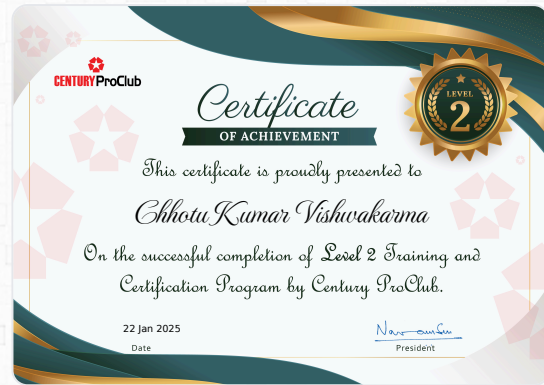 CENTURY ProClub
Certificate
OF ACHIEVEMENT
LEVEL
2
This certificate is proudly presented to
Chhotu Kumar Vishwakarma
On the successful completion of Level 2 Training and
Certification Program by Century ProClub.
22 Jan 2025
Date
President